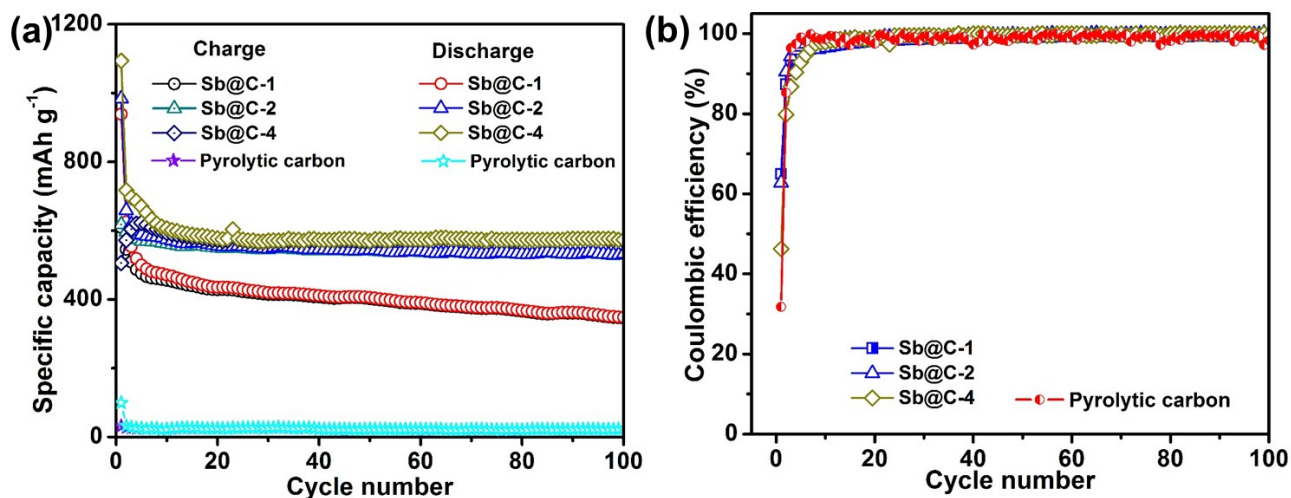 (a)
1200
800
400
0
Specific capacity (mAh g⁻¹)
Charge Discharge
Sb@C-1 Sb@C-1
Sb@C-2 Sb@C-2
Sb@C-4 Sb@C-4
Pyrolytic carbon Pyrolytic carbon
0 20 40 60 80 100
Cycle number
(b)
100
80
60
40
20
0
Coulombic efficiency (%)
Sb@C-1
Sb@C-2
Sb@C-4 Pyrolytic carbon
0 20 40 60 80 100
Cycle number